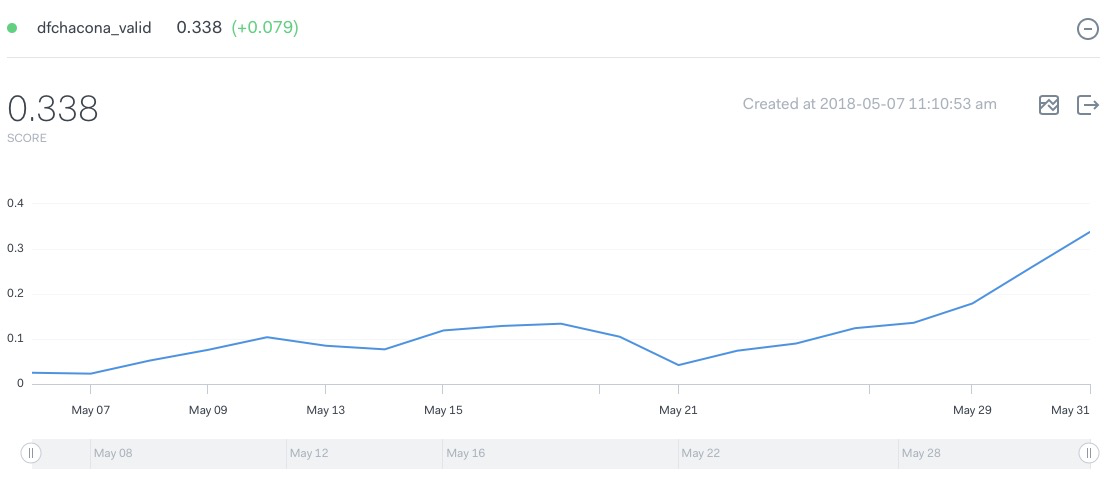 dfchacona_valid 0.338 (+0.079)
0.338
SCORE
Created at 2018-05-07 11:10:53 am
0.4
0.3
0.2
0.1
0
May 07 May 09 May 13 May 15 May 21 May 29 May 31
May 08 May 12 May 16 May 22 May 28